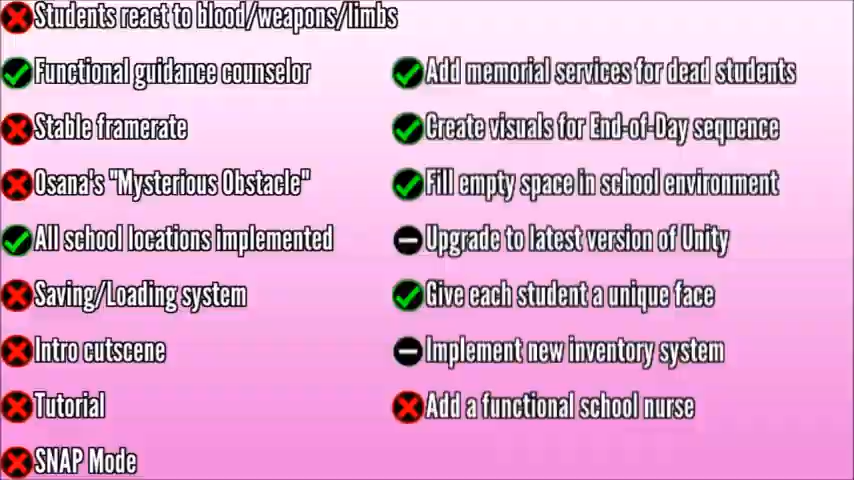 Students react to blood/weapons/limbs
Functional guidance counselor
Stable framerate
Osana's "Mysterious Obstacle"
All school locations implemented
Saving/Loading system
Intro cutscene
Tutorial
SNAP Mode
Add memorial services for dead students
Create visuals for End-of-Day sequence
Fill empty space in school environment
Upgrade to latest version of Unity
Give each student a unique face
Implement new inventory system
Add a functional school nurse